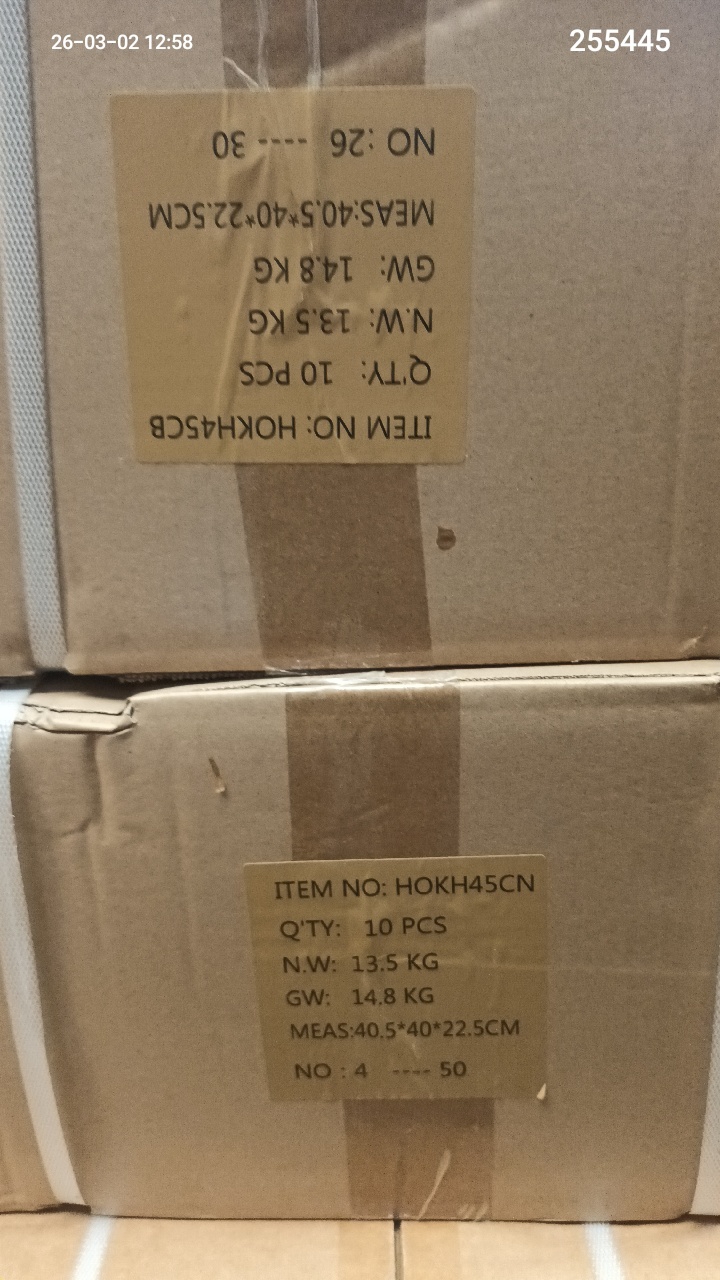 26-03-02 12:58
255445
ITEM NO: HOKH45CB
Q'TY: 10 PCS
N.W: 13.5 KG
GW: 14.8 KG
MEAS:40.5*40*22.5CM
NO :26 ---- 30
ITEM NO: HOKH45CN
Q'TY: 10 PCS
N.W: 13.5 KG
GW: 14.8 KG
MEAS:40.5*40*22.5CM
NO : 4 ---- 50